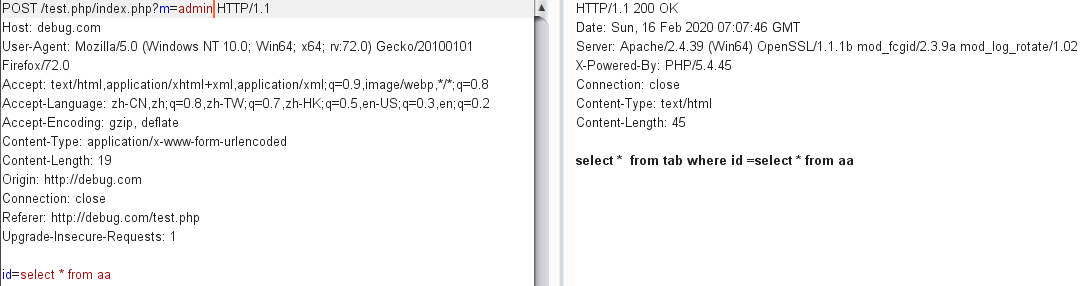 POST /test.php/index.php?m=admin HTTP/1.1
Host: debug.com
User-Agent: Mozilla/5.0 (Windows NT 10.0; Win64; x64; rv:72.0) Gecko/20100101
Firefox/72.0
Accept: text/html,application/xhtml+xml,application/xml;q=0.9,image/webp,*/*;q=0.8
Accept-Language: zh-CN,zh;q=0.8,zh-TW;q=0.7,zh-HK;q=0.5,en-US;q=0.3,en;q=0.2
Accept-Encoding: gzip, deflate
Content-Type: application/x-www-form-urlencoded
Content-Length: 19
Origin: http://debug.com
Connection: close
Referer: http://debug.com/test.php
Upgrade-Insecure-Requests: 1
id=select * from aa
HTTP/1.1 200 OK
Date: Sun, 16 Feb 2020 07:07:46 GMT
Server: Apache/2.4.39 (Win64) OpenSSL/1.1.1b mod_fcgid/2.3.9a mod_log_rotate/1.02
X-Powered-By: PHP/5.4.45
Connection: close
Content-Type: text/html
Content-Length: 45
select *  from tab where id =select * from aa